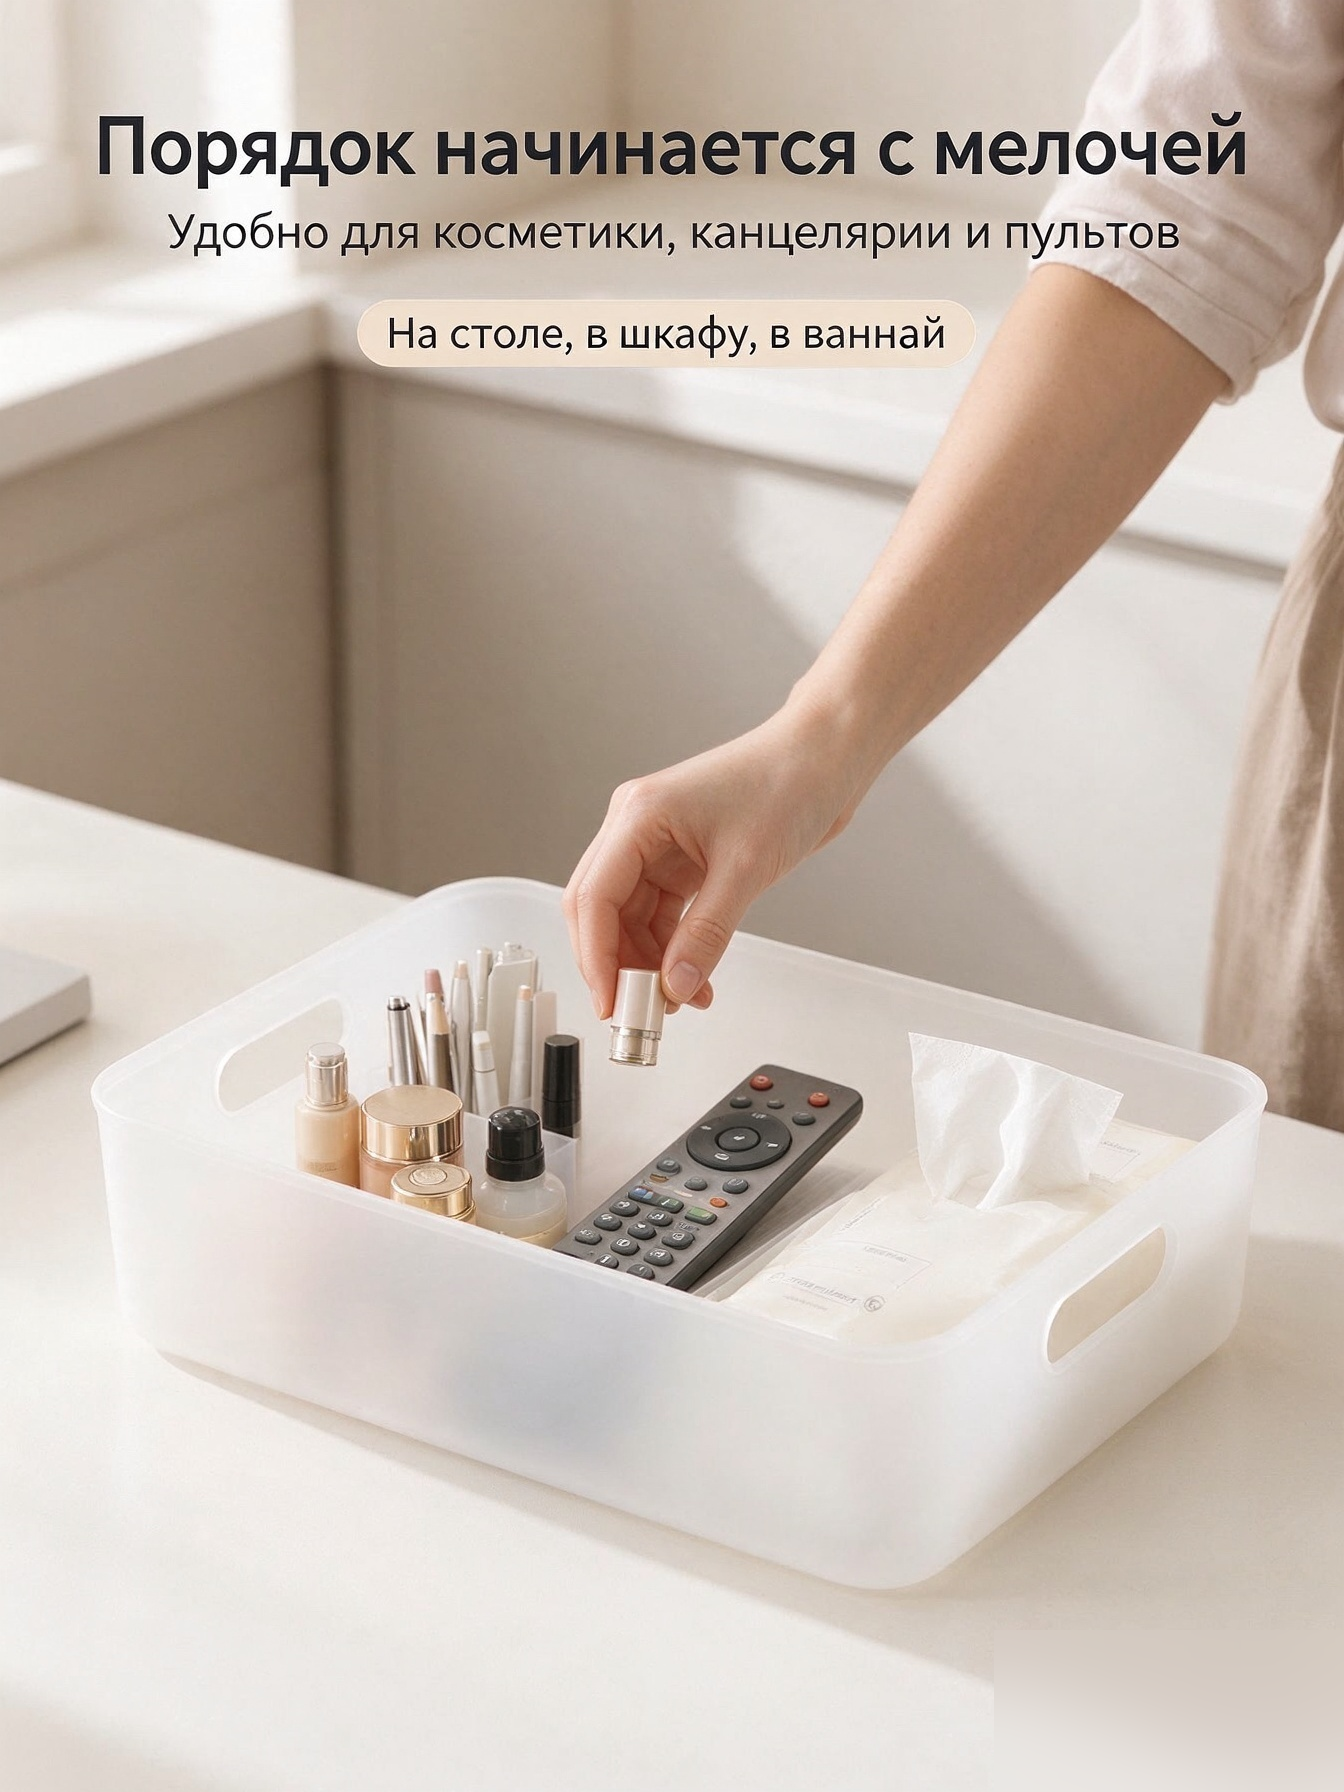 Порядок начинается с мелочей
Удобно для косметики, канцелярии и пультов
На столе, в шкафу, в ваннай